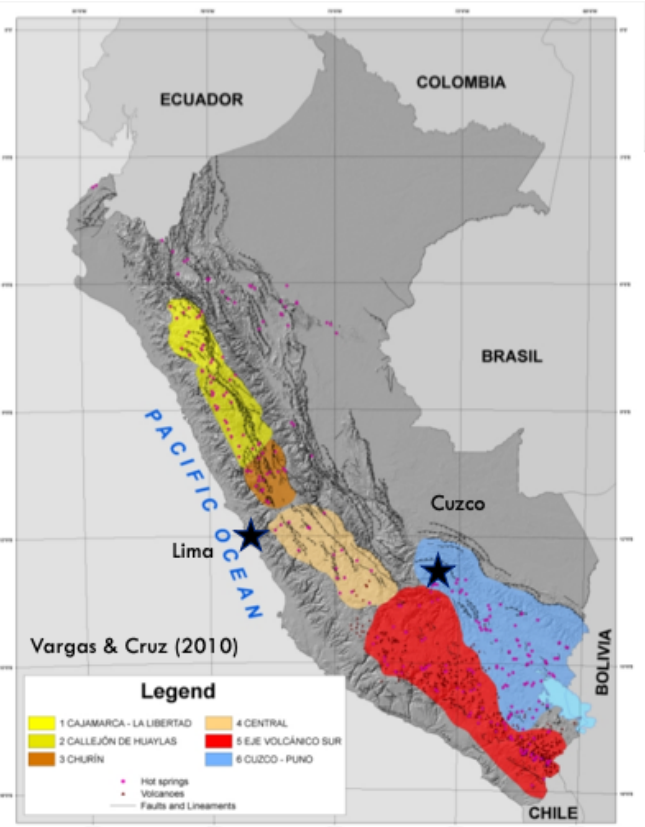 ECUADOR
COLOMBIA
BRASIL
PACIFIC OCEAN
Cuzco
Lima
BOLIVIA
Vargas & Cruz (2010)
Legend
1 CAJAMARCA - LA LIBERTAD
2 CALLEJÓN DE HUAYLAS
3 CHURÍN
4 CENTRAL
5 EJE VOLCÁNICO SUR
6 CUZCO - PUNO
Hot springs
Volcanoes
Faults and Lineaments
CHILE